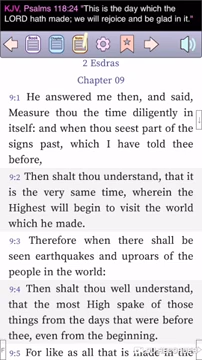 KJV, Psalms 118:24 "This is the day which the
LORD hath made; we will rejoice and be glad in it."
2 Esdras
Chapter 09
9:1 He answered me then, and said,
Measure thou the time diligently in
itself: and when thou seest part of the
signs past, which I have told thee
before,
9:2 Then shalt thou understand, that it
is the very same time, wherein the
Highest will begin to visit the world
which he made.
9:3 Therefore when there shall be
seen earthquakes and uproars of the
people in the world:
9:4 Then shalt thou well understand,
that the most High spake of those
things from the days that were before
thee, even from the beginning.
9:5 For like as all that is made in the